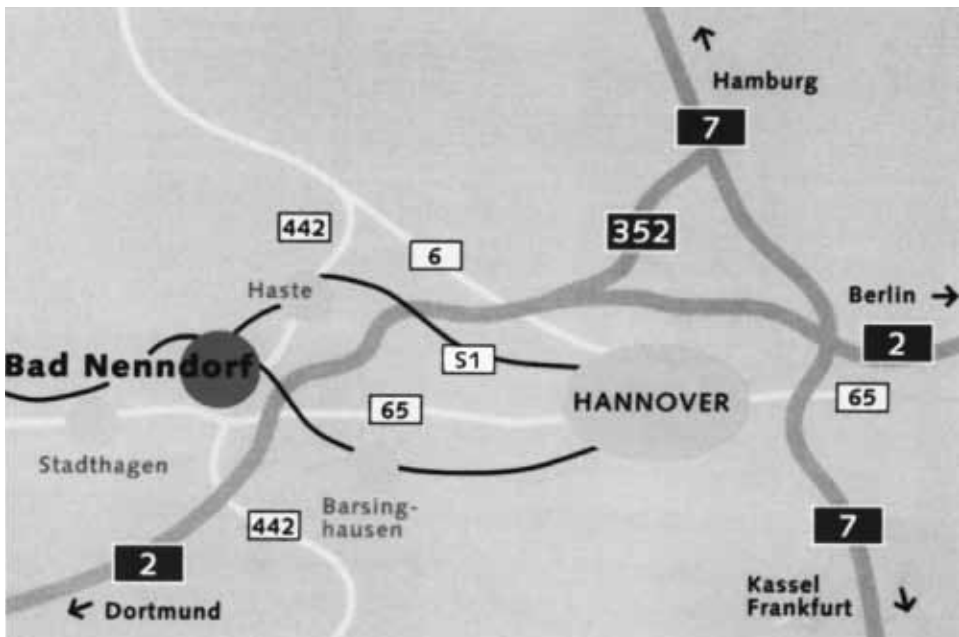 Hamburg
7
442
352
6
Haste
Berlin
2
Bad Nenndorf
S1
65
HANNOVER
65
Stadthagen
Barsing-
hausen
442
7
2
Dortmund
Kassel
Frankfurt